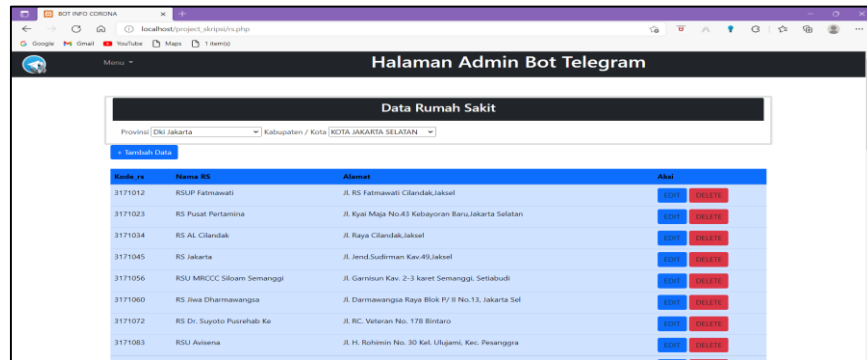 BOT INFO CORONA
localhost/project_skripsi/rs.php
Google Gmail YouTube Maps 1 item(s)
Menu Halaman Admin Bot Telegram
Data Rumah Sakit
Provinsi Dki Jakarta Kabupaten / Kota KOTA JAKARTA SELATAN
+ Tambah Data
Kode_rs Nama RS Alamat Aksi
3171012 RSUP Fatmawati Jl. RS Fatmawati Cilandak,Jaksel EDIT DELETE
3171023 RS Pusat Pertamina Jl. Kyai Maja No.43 Kebayoran Baru,Jakarta Selatan EDIT DELETE
3171034 RS AL Cilandak Jl. Raya Cilandak,Jaksel EDIT DELETE
3171045 RS Jakarta Jl. Jend.Sudirman Kav.49,Jaksel EDIT DELETE
3171056 RSU MRCCC Siloam Semanggi Jl. Garnisun Kav. 2-3 karet Semanggi, Setiabudi EDIT DELETE
3171060 RS Jiwa Dharmawangsa Jl. Darmawangsa Raya Blok P/ II No.13, Jakarta Sel EDIT DELETE
3171072 RS Dr. Suyoto Pusrehab Ke Jl. RC. Veteran No. 178 Bintaro EDIT DELETE
3171083 RSU Avisena Jl. H. Rohimin No. 30 Kel. Ulujami, Kec. Pesanggra EDIT DELETE